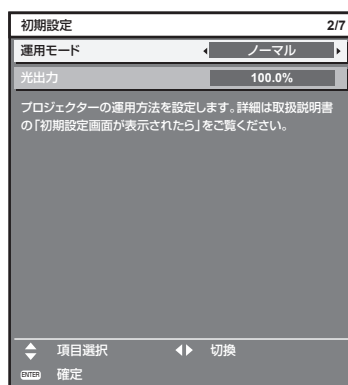 初期設定 2/7
運用モード ノーマル
光出力 100.0%
プロジェクターの運用方法を設定します。詳細は取扱説明書
の「初期設定画面が表示されたら」をご覧ください。
項目選択 切換
ENTER 確定